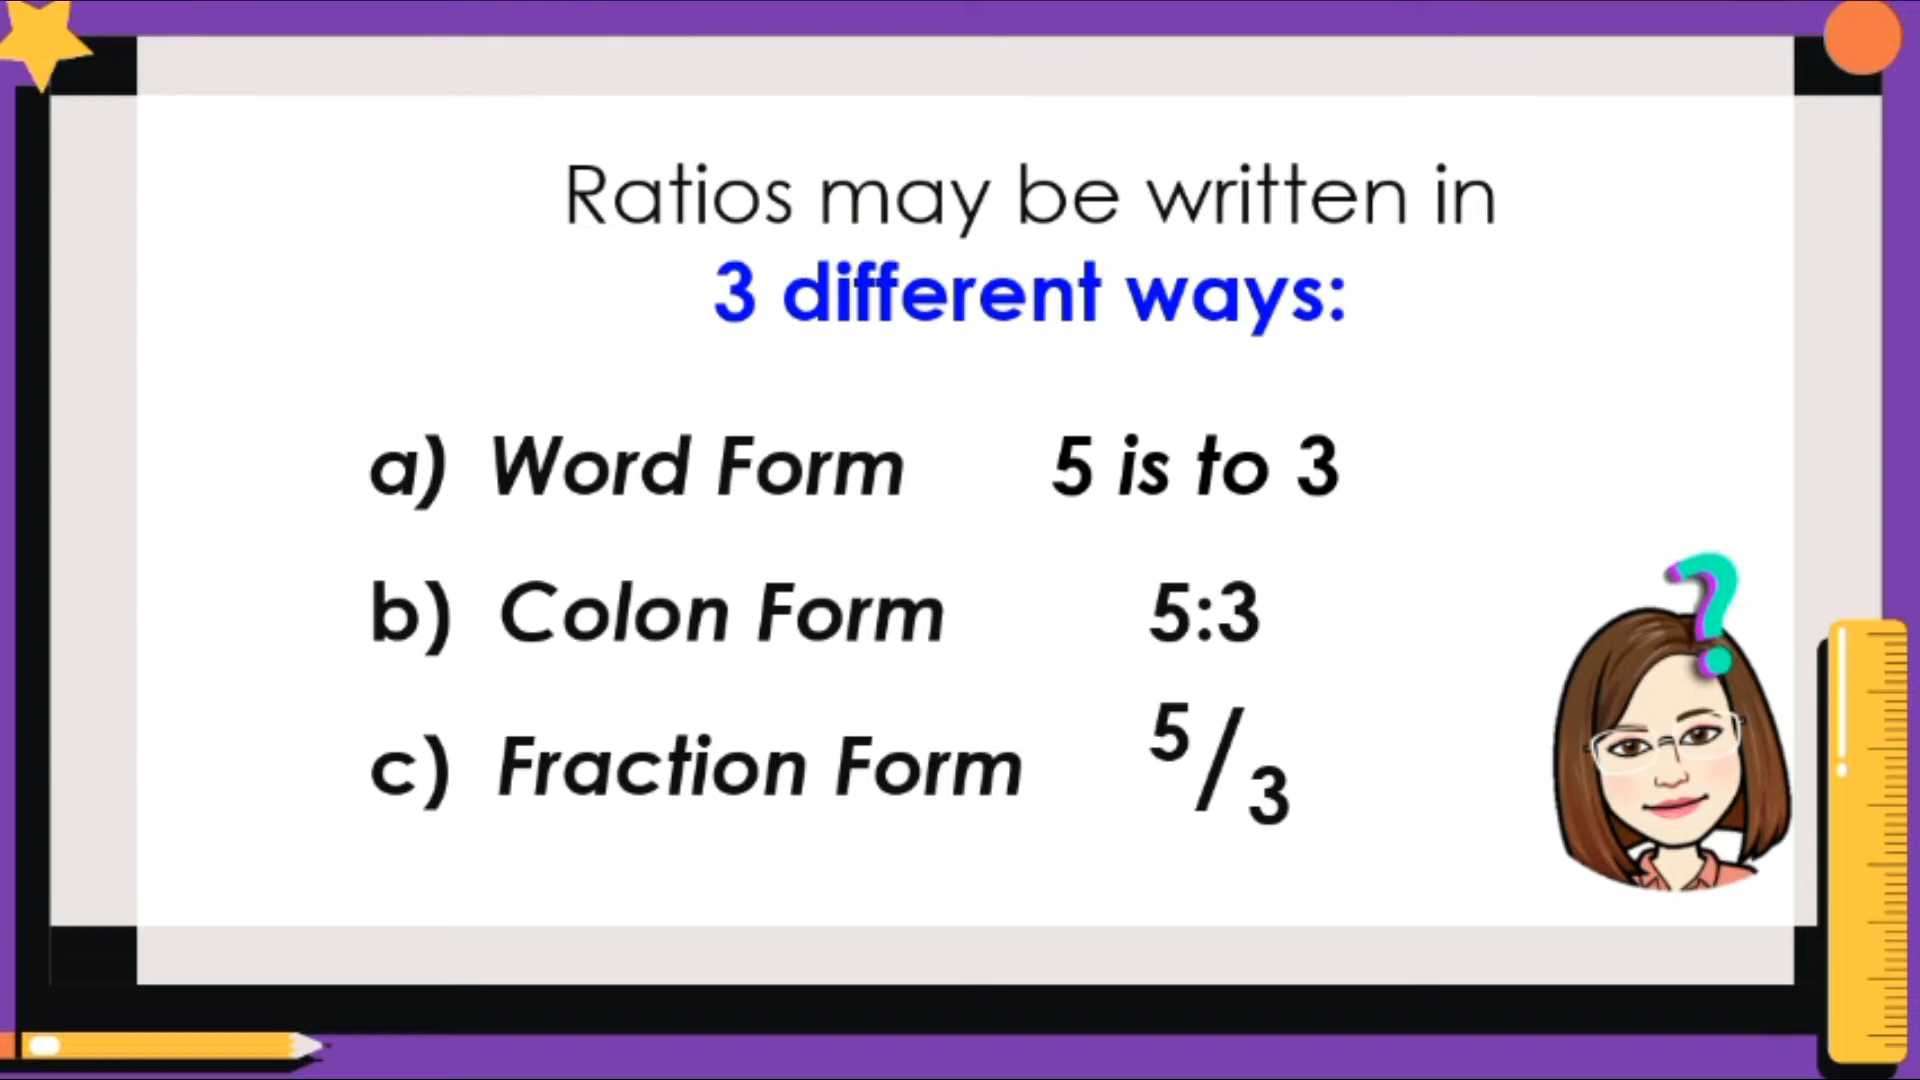 Ratios may be written in
3 different ways:
a) Word Form 5 is to 3
b) Colon Form 5:3
c) Fraction Form 5/3
?